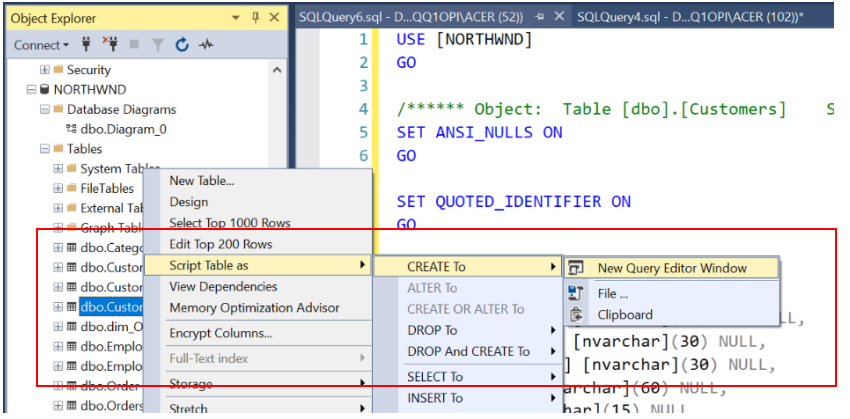 Object Explorer
SQLQuery6.sql - D...QQ1OPI\ACER (52))
SQLQuery4.sql - D...Q1OPI\ACER (102))*
Connect
Security
NORTHWND
Database Diagrams
dbo.Diagram_0
Tables
System Tables
FileTables
External Tab
Graph Tabl
dbo.Catego
dbo.Custor
dbo.Custor
dbo.Custor
dbo.dim_O
dbo.Emplo
dbo.Emplo
dbo.Order
dbo.Orders
New Table...
Design
Select Top 1000 Rows
Edit Top 200 Rows
Script Table as
View Dependencies
Memory Optimization Advisor
Encrypt Columns...
Full-Text index
Storage
Stretch
CREATE To
ALTER To
CREATE OR ALTER To
DROP To
DROP And CREATE To
SELECT To
INSERT To
New Query Editor Window
File ...
Clipboard
1 USE [NORTHWND]
2 GO
3
4 /****** Object: Table [dbo].[Customers] S
5 SET ANSI_NULLS ON
6 GO
SET QUOTED_IDENTIFIER ON
GO
LL,
[nvarchar](30) NULL,
] [nvarchar](30) NULL,
archar](60) NULL,
har](15) NULL